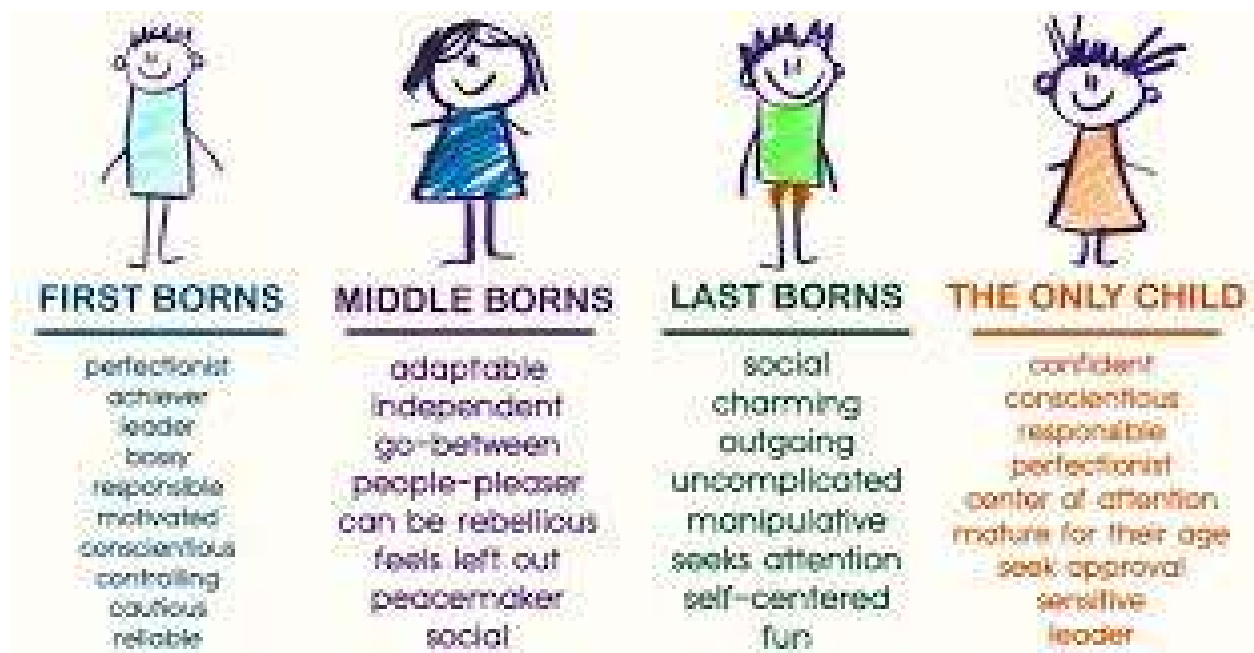 FIRST BORNS
perfectionist
achiever
leader
bossy
responsible
motivated
conscientious
controlling
cautious
reliable
MIDDLE BORNS
adaptable
independent
go-between
people-pleaser
can be rebellious
feels left out
peacemaker
social
LAST BORNS
social
charming
outgoing
uncomplicated
manipulative
seeks attention
self-centered
fun
THE ONLY CHILD
confident
conscientious
responsible
perfectionist
center of attention
mature for their age
seek approval
sensitive
leader